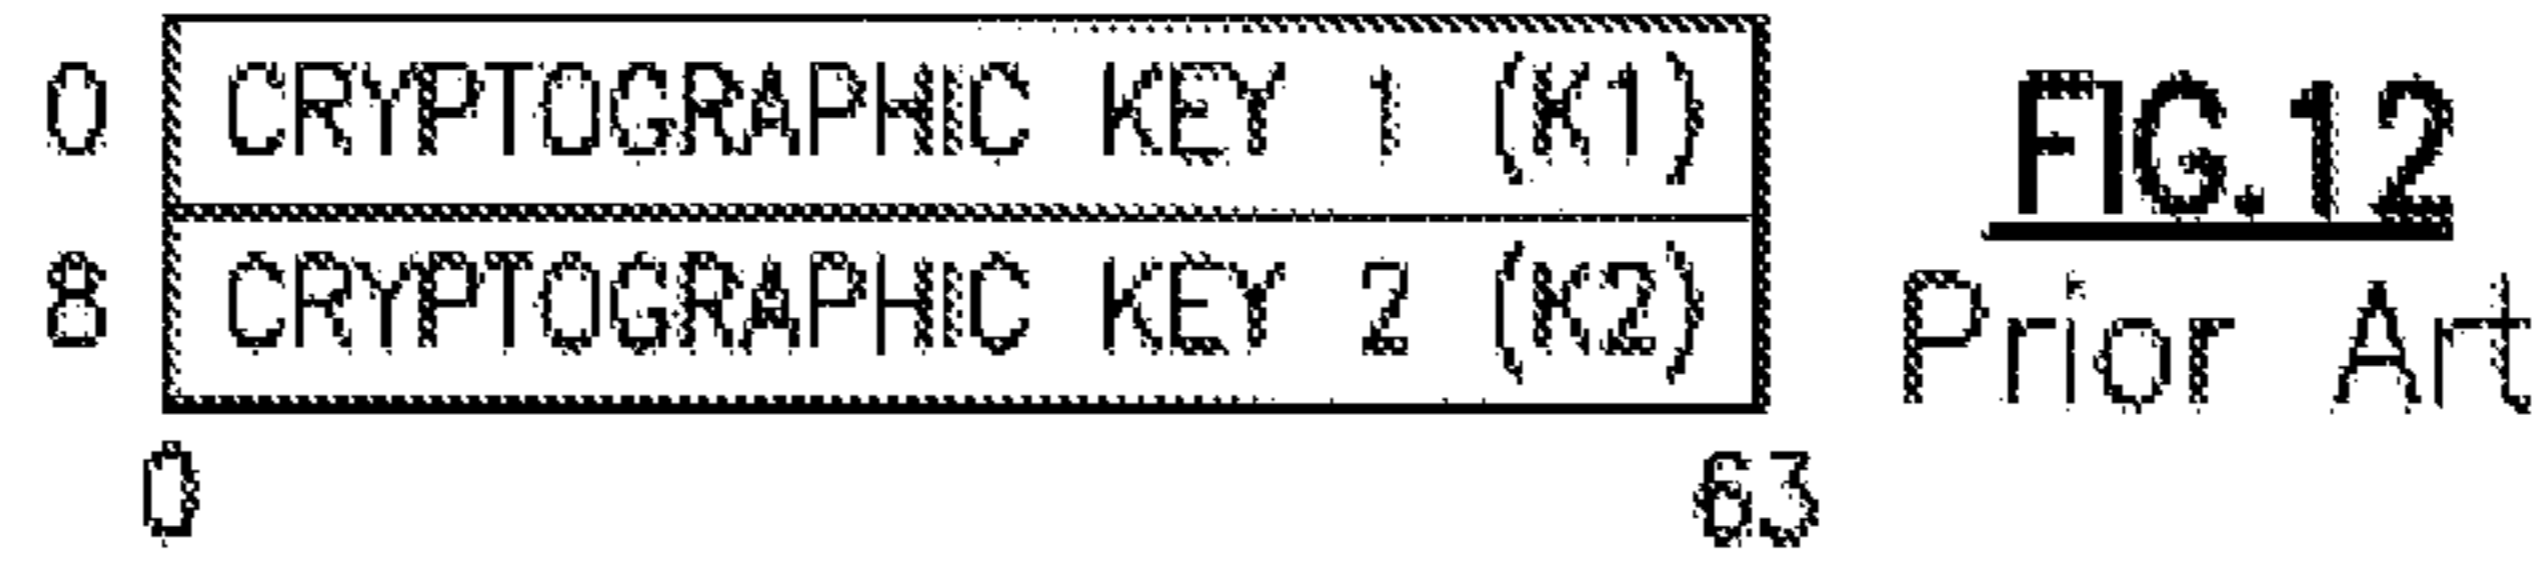 0 CRYPTOGRAPHIC KEY 1 (K1)
8 CRYPTOGRAPHIC KEY 2 (K2)
0 63
FIG.12
Prior Art